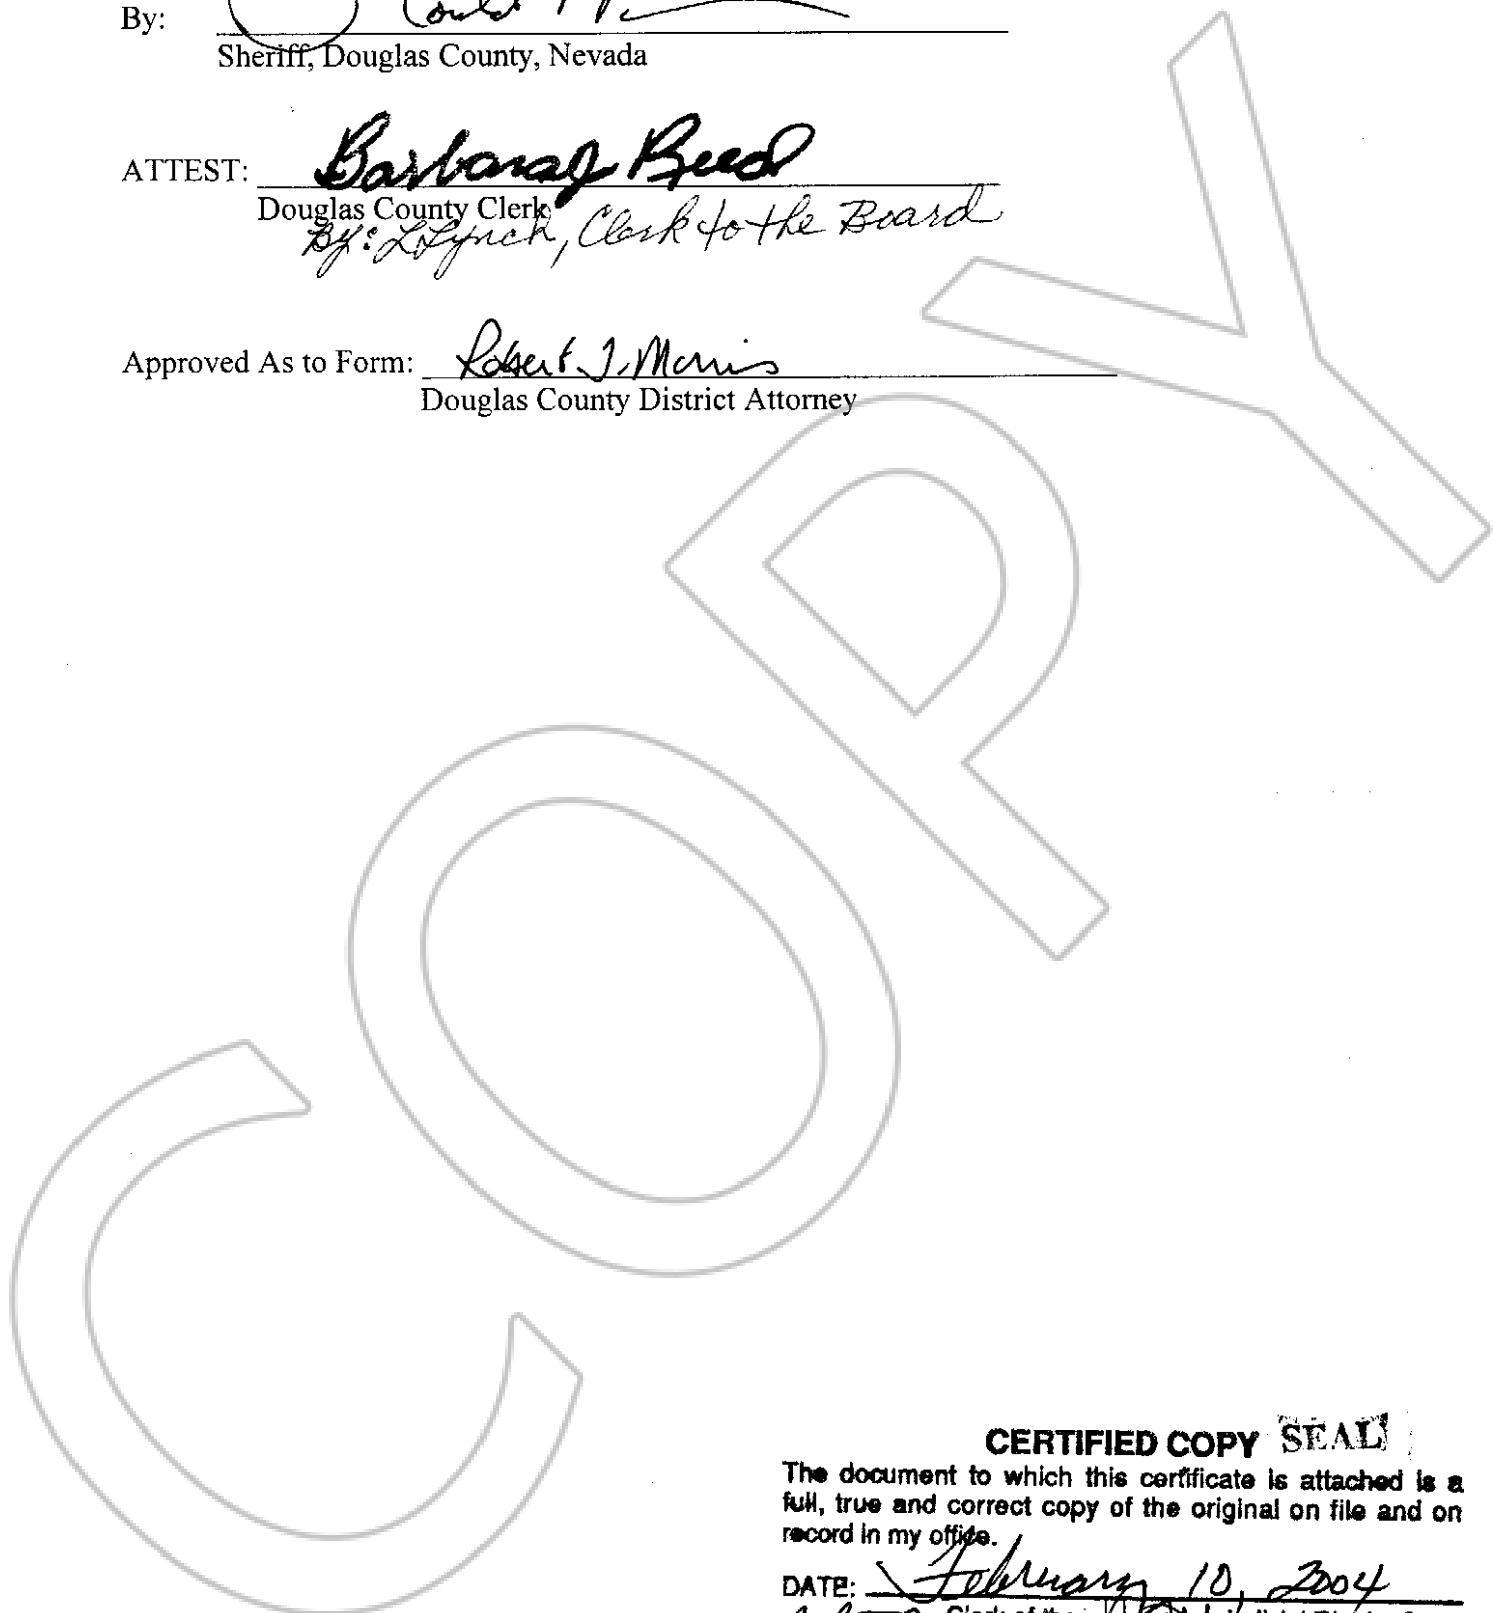 By:
Sheriff, Douglas County, Nevada
ATTEST: Barbara J Reed
Douglas County Clerk
By: L Lynch, Clerk to the Board
Approved As to Form: Robert J. Morris
Douglas County District Attorney
COPY
CERTIFIED COPY SEAL
The document to which this certificate is attached is a
full, true and correct copy of the original on file and on
record in my office.
DATE: February 10, 2004
Clerk of the